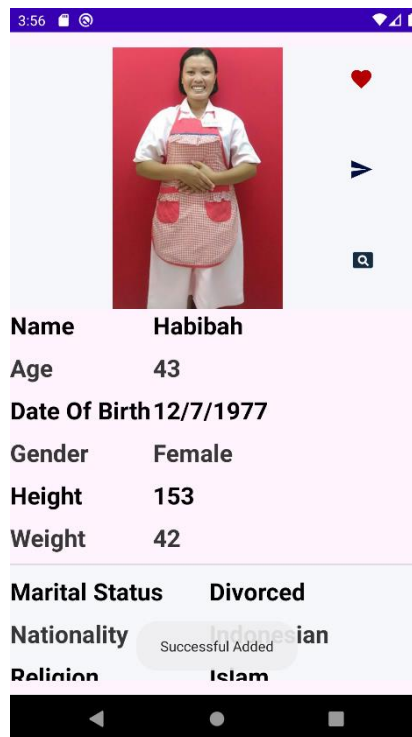 3:56
Name Habibah
Age 43
Date Of Birth 12/7/1977
Gender Female
Height 153
Weight 42
Marital Status Divorced
Nationality Indonesian
Successful Added
Religion Islam